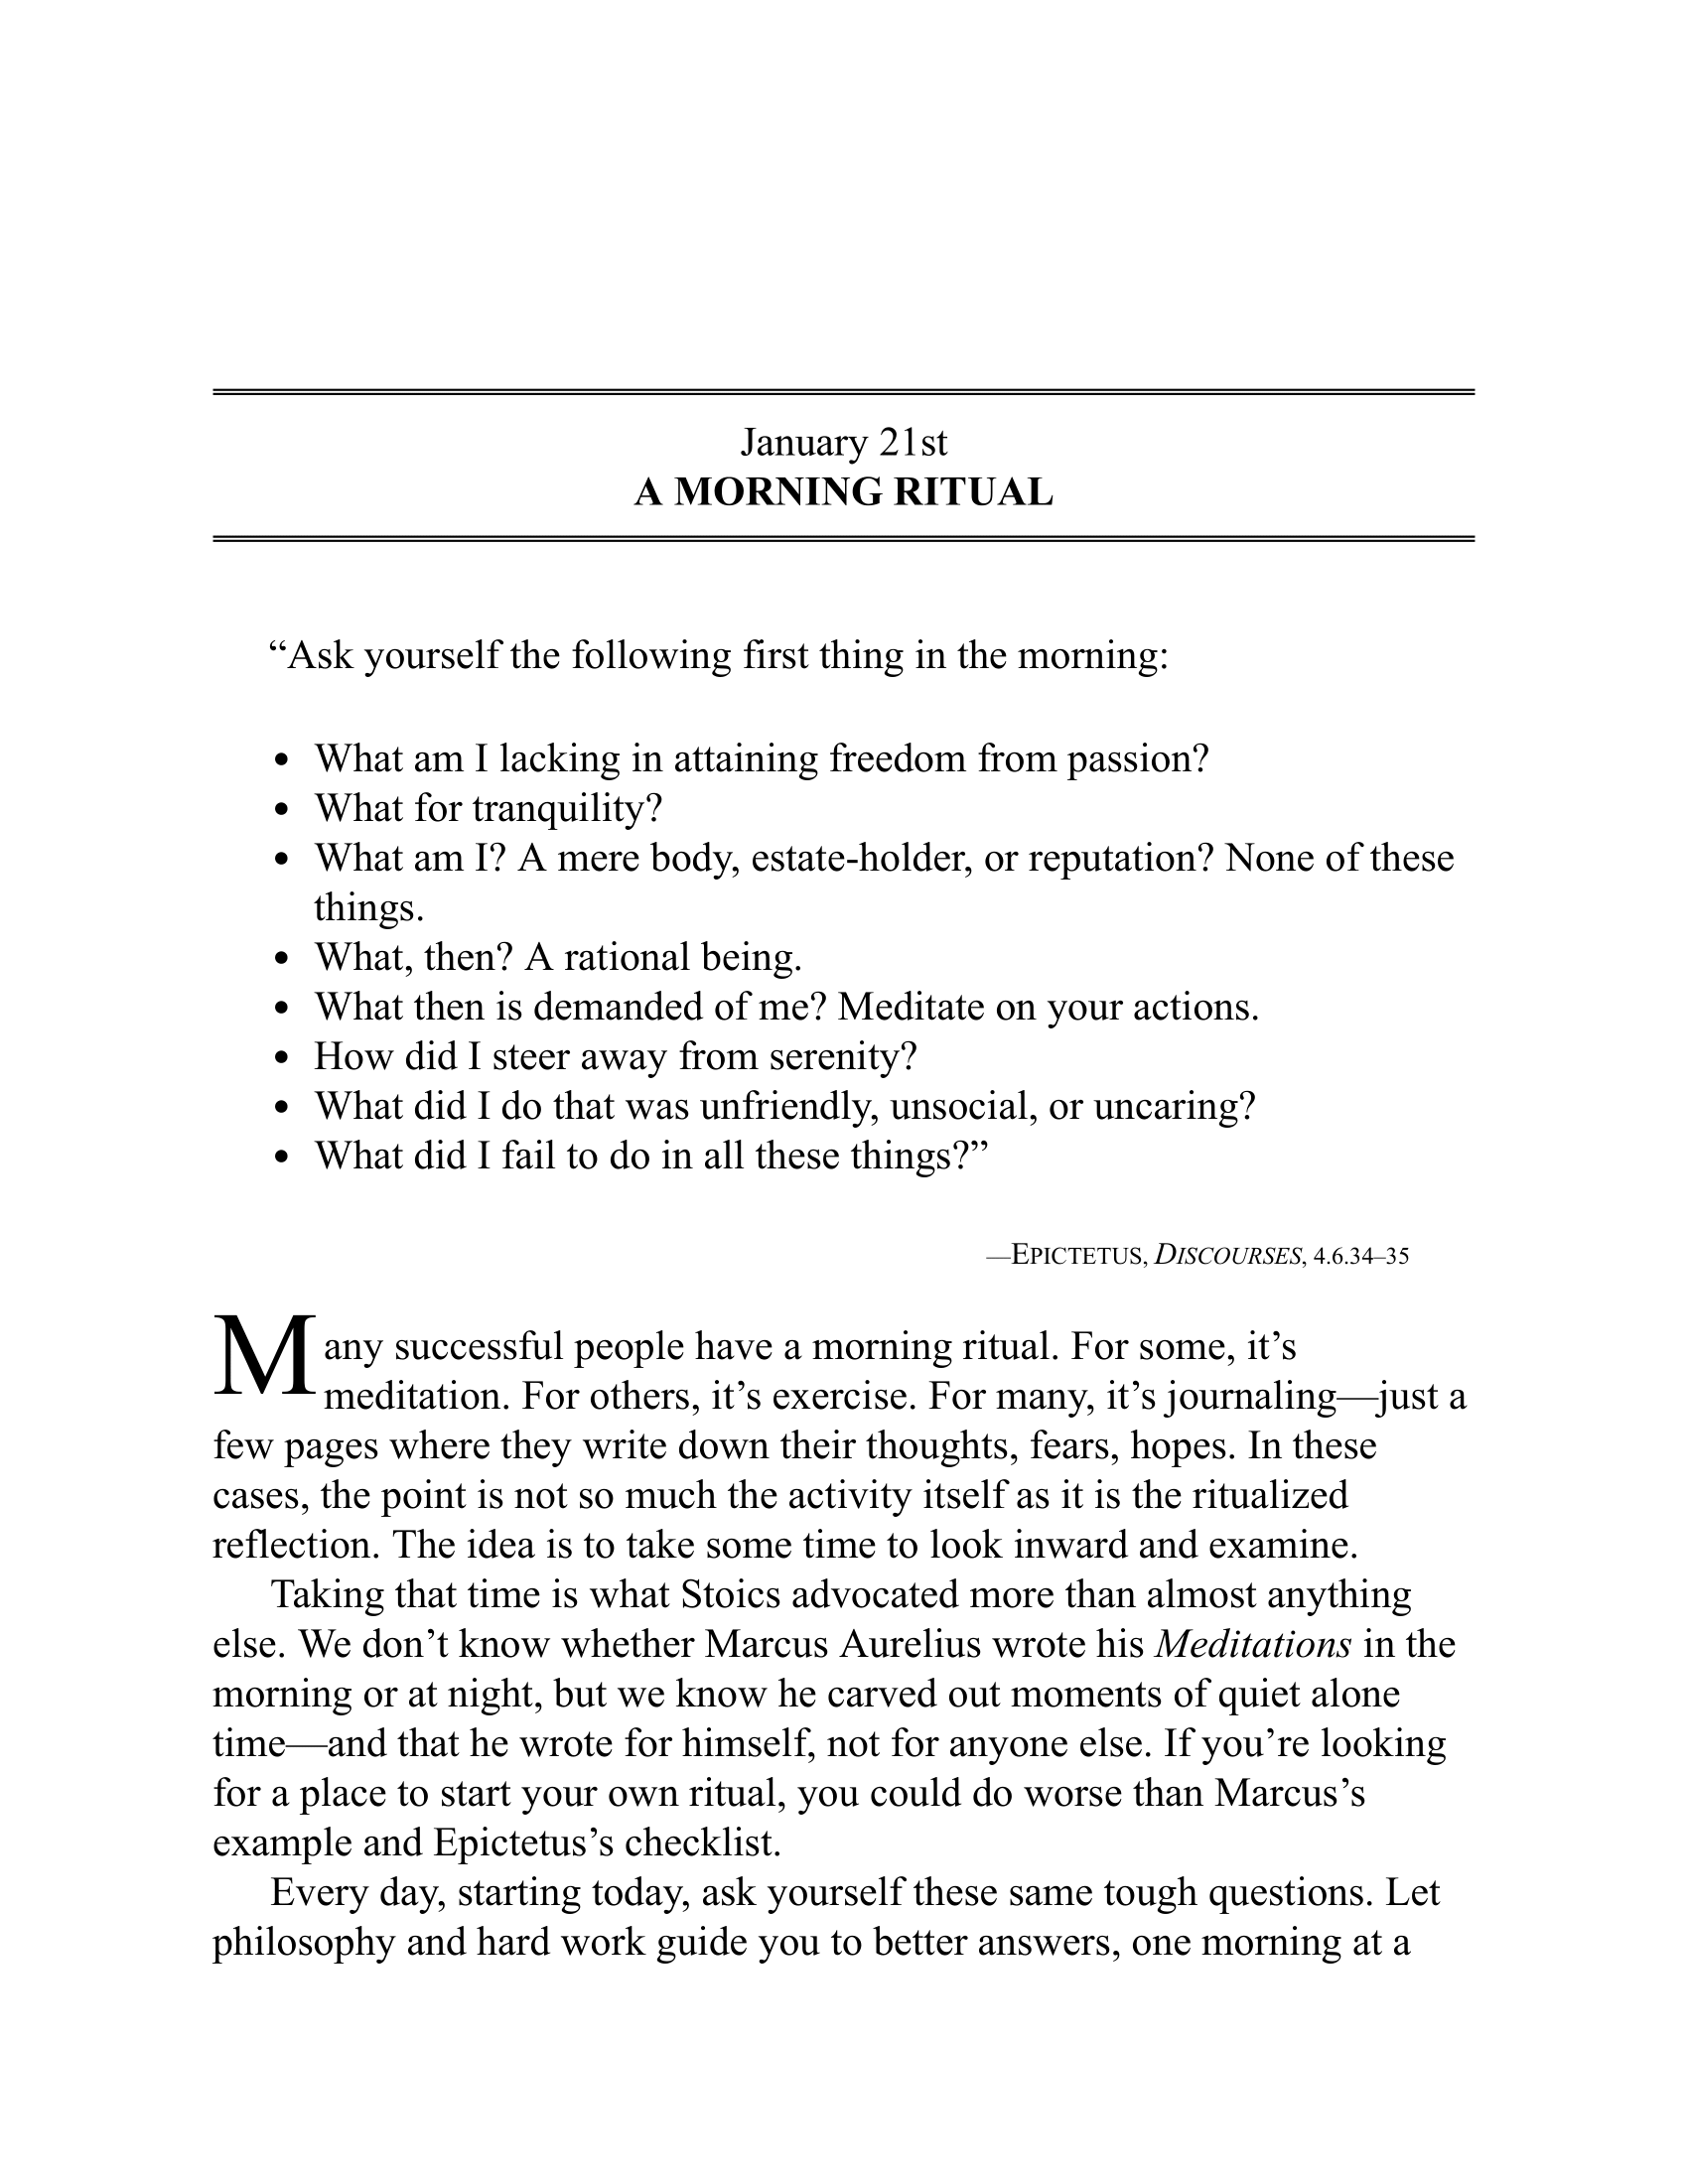 January 21st
A MORNING RITUAL
“Ask yourself the following first thing in the morning:
• What am I lacking in attaining freedom from passion?
• What for tranquility?
• What am I? A mere body, estate-holder, or reputation? None of these
things.
• What, then? A rational being.
• What then is demanded of me? Meditate on your actions.
• How did I steer away from serenity?
• What did I do that was unfriendly, unsocial, or uncaring?
• What did I fail to do in all these things?”
—EPICTETUS, DISCOURSES, 4.6.34–35
Many successful people have a morning ritual. For some, it’s
meditation. For others, it’s exercise. For many, it’s journaling—just a
few pages where they write down their thoughts, fears, hopes. In these
cases, the point is not so much the activity itself as it is the ritualized
reflection. The idea is to take some time to look inward and examine.
Taking that time is what Stoics advocated more than almost anything
else. We don’t know whether Marcus Aurelius wrote his Meditations in the
morning or at night, but we know he carved out moments of quiet alone
time—and that he wrote for himself, not for anyone else. If you’re looking
for a place to start your own ritual, you could do worse than Marcus’s
example and Epictetus’s checklist.
Every day, starting today, ask yourself these same tough questions. Let
philosophy and hard work guide you to better answers, one morning at a